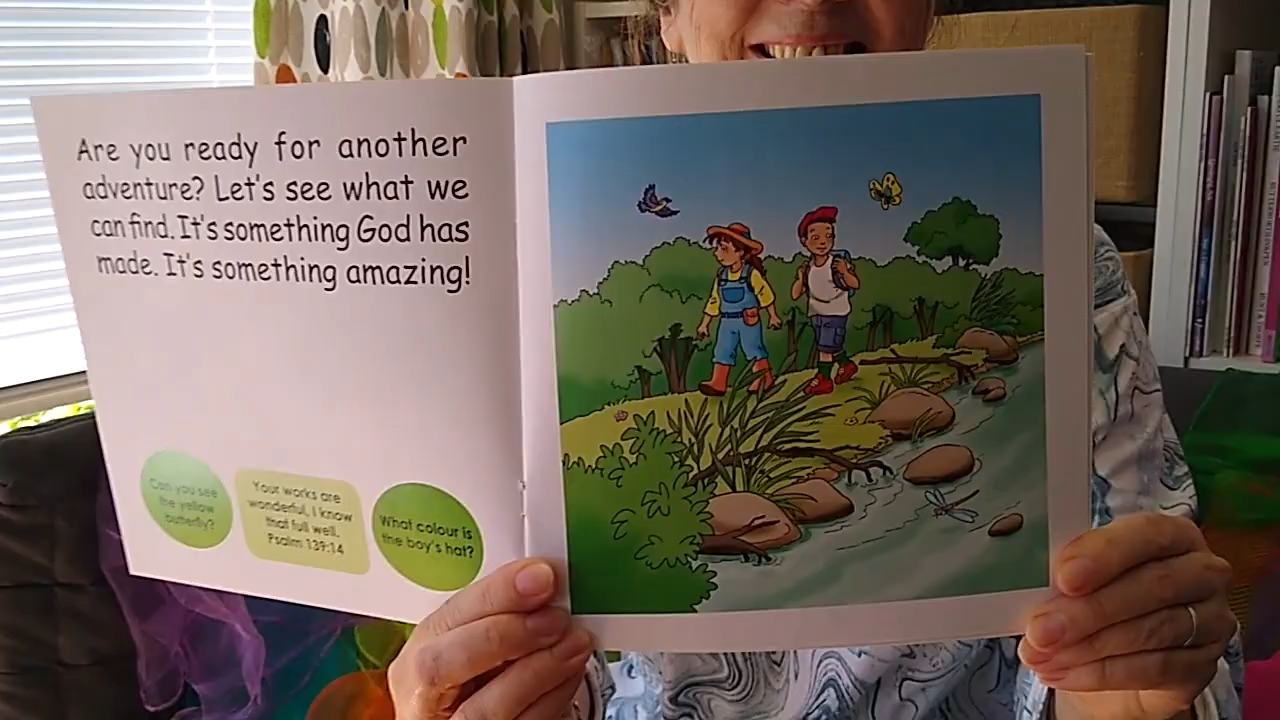 Are you ready for another
adventure? Let's see what we
can find. It's something God has
made. It's something amazing!
Can you see
the yellow
butterfly?
Your works are
wonderful, I know
that full well.
Psalm 139:14
What colour is
the boy's hat?